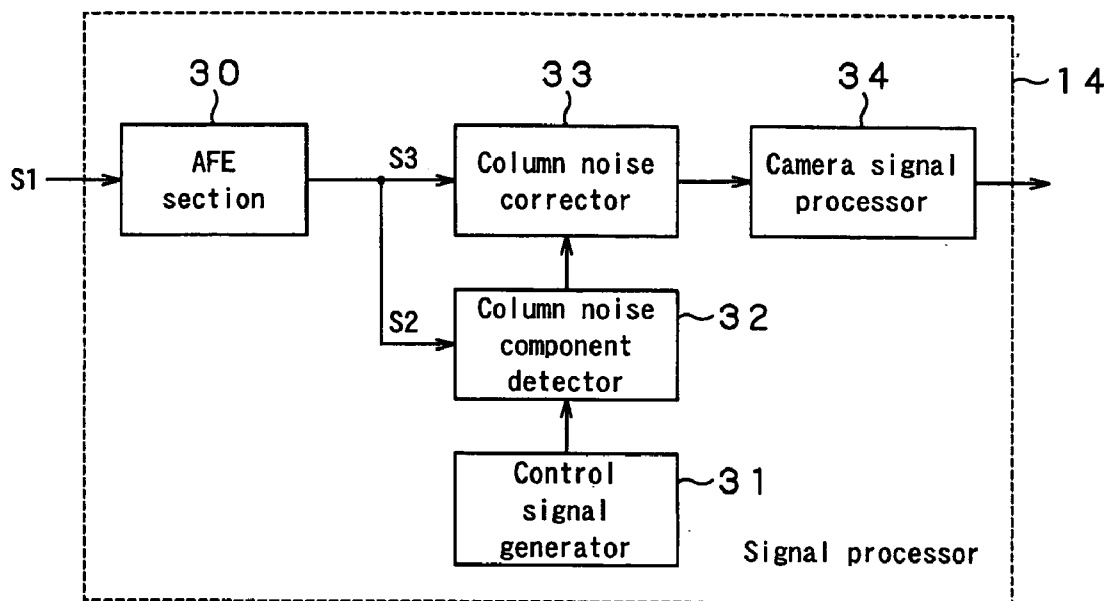 30
33
34
14
S1
AFE
section
S3
Column noise
corrector
Camera signal
processor
S2
Column noise
component
detector
32
Control
signal
generator
31
Signal processor